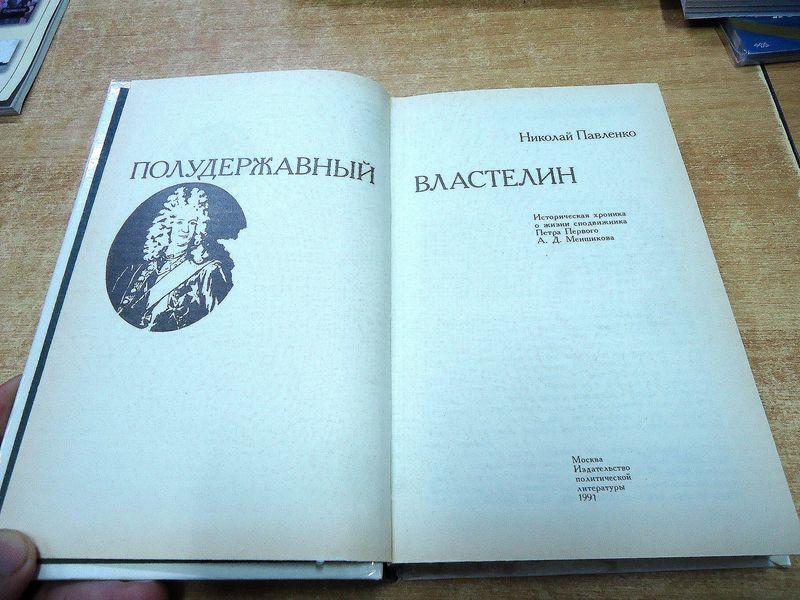 Николай Павленко
ПОЛУДЕРЖАВНЫЙ ВЛАСТЕЛИН
Историческая хроника
о жизни сподвижника
Петра Первого
А. Д. Меншикова
Москва
Издательство
политической
литературы
1991